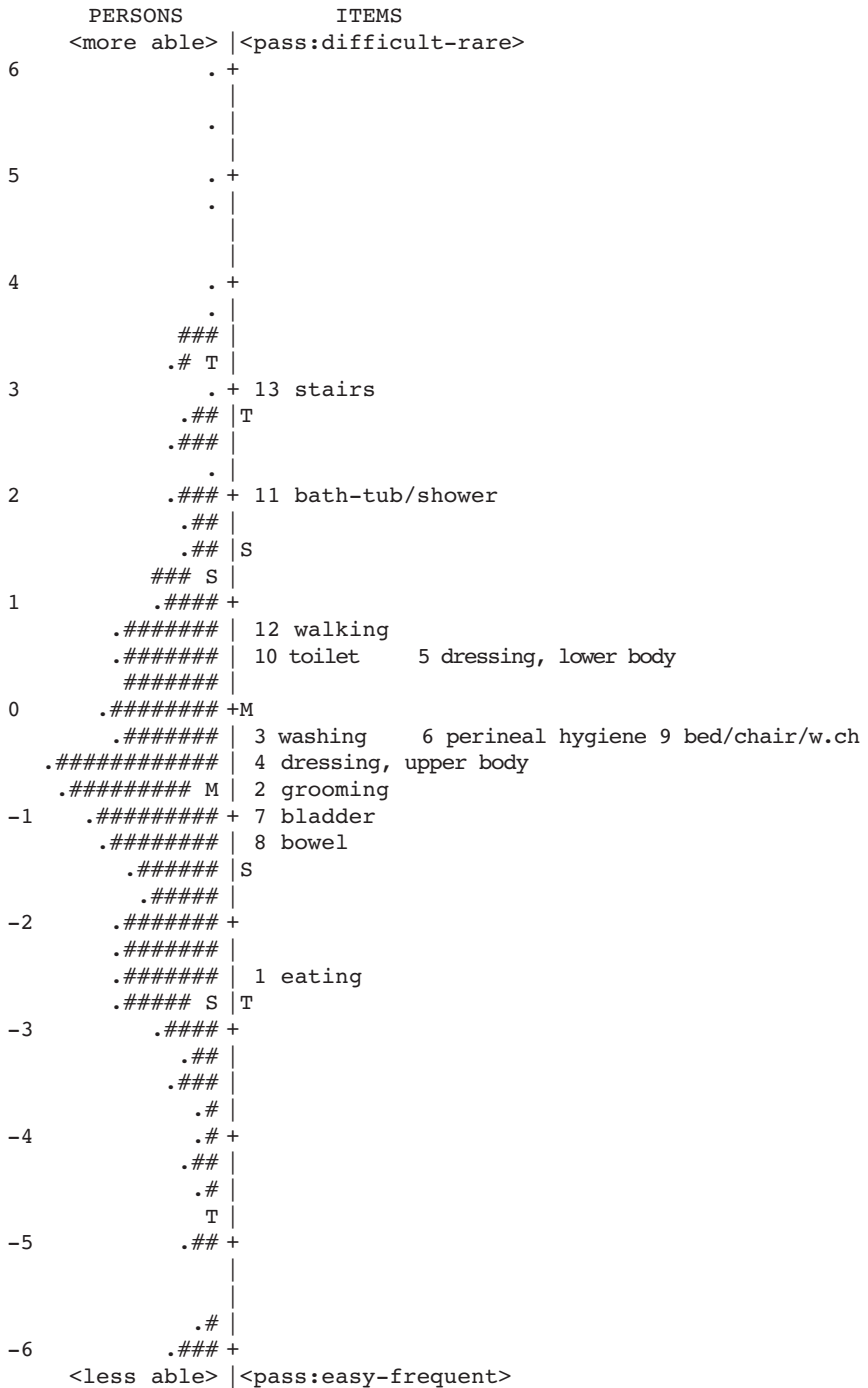 PERSONS ITEMS
<more able> |<pass:difficult-rare>
6 . +
|
. |
|
5 . +
. |
|
|
4 . +
. |
### |
.# T |
3 . + 13 stairs
.## |T
.### |
. |
2 .### + 11 bath-tub/shower
.## |
.## |S
### S |
1 .#### +
.####### | 12 walking
.####### | 10 toilet 5 dressing, lower body
####### |
0 .######## +M
.####### | 3 washing 6 perineal hygiene 9 bed/chair/w.ch
.############ | 4 dressing, upper body
.######### M | 2 grooming
-1 .######### + 7 bladder
.######## | 8 bowel
.###### |S
.##### |
-2 .####### +
.####### |
.####### | 1 eating
.##### S |T
-3 .#### +
.## |
.### |
.# |
-4 .# +
.## |
.# |
T |
-5 .## +
|
|
.# |
-6 .### +
<less able> |<pass:easy-frequent>